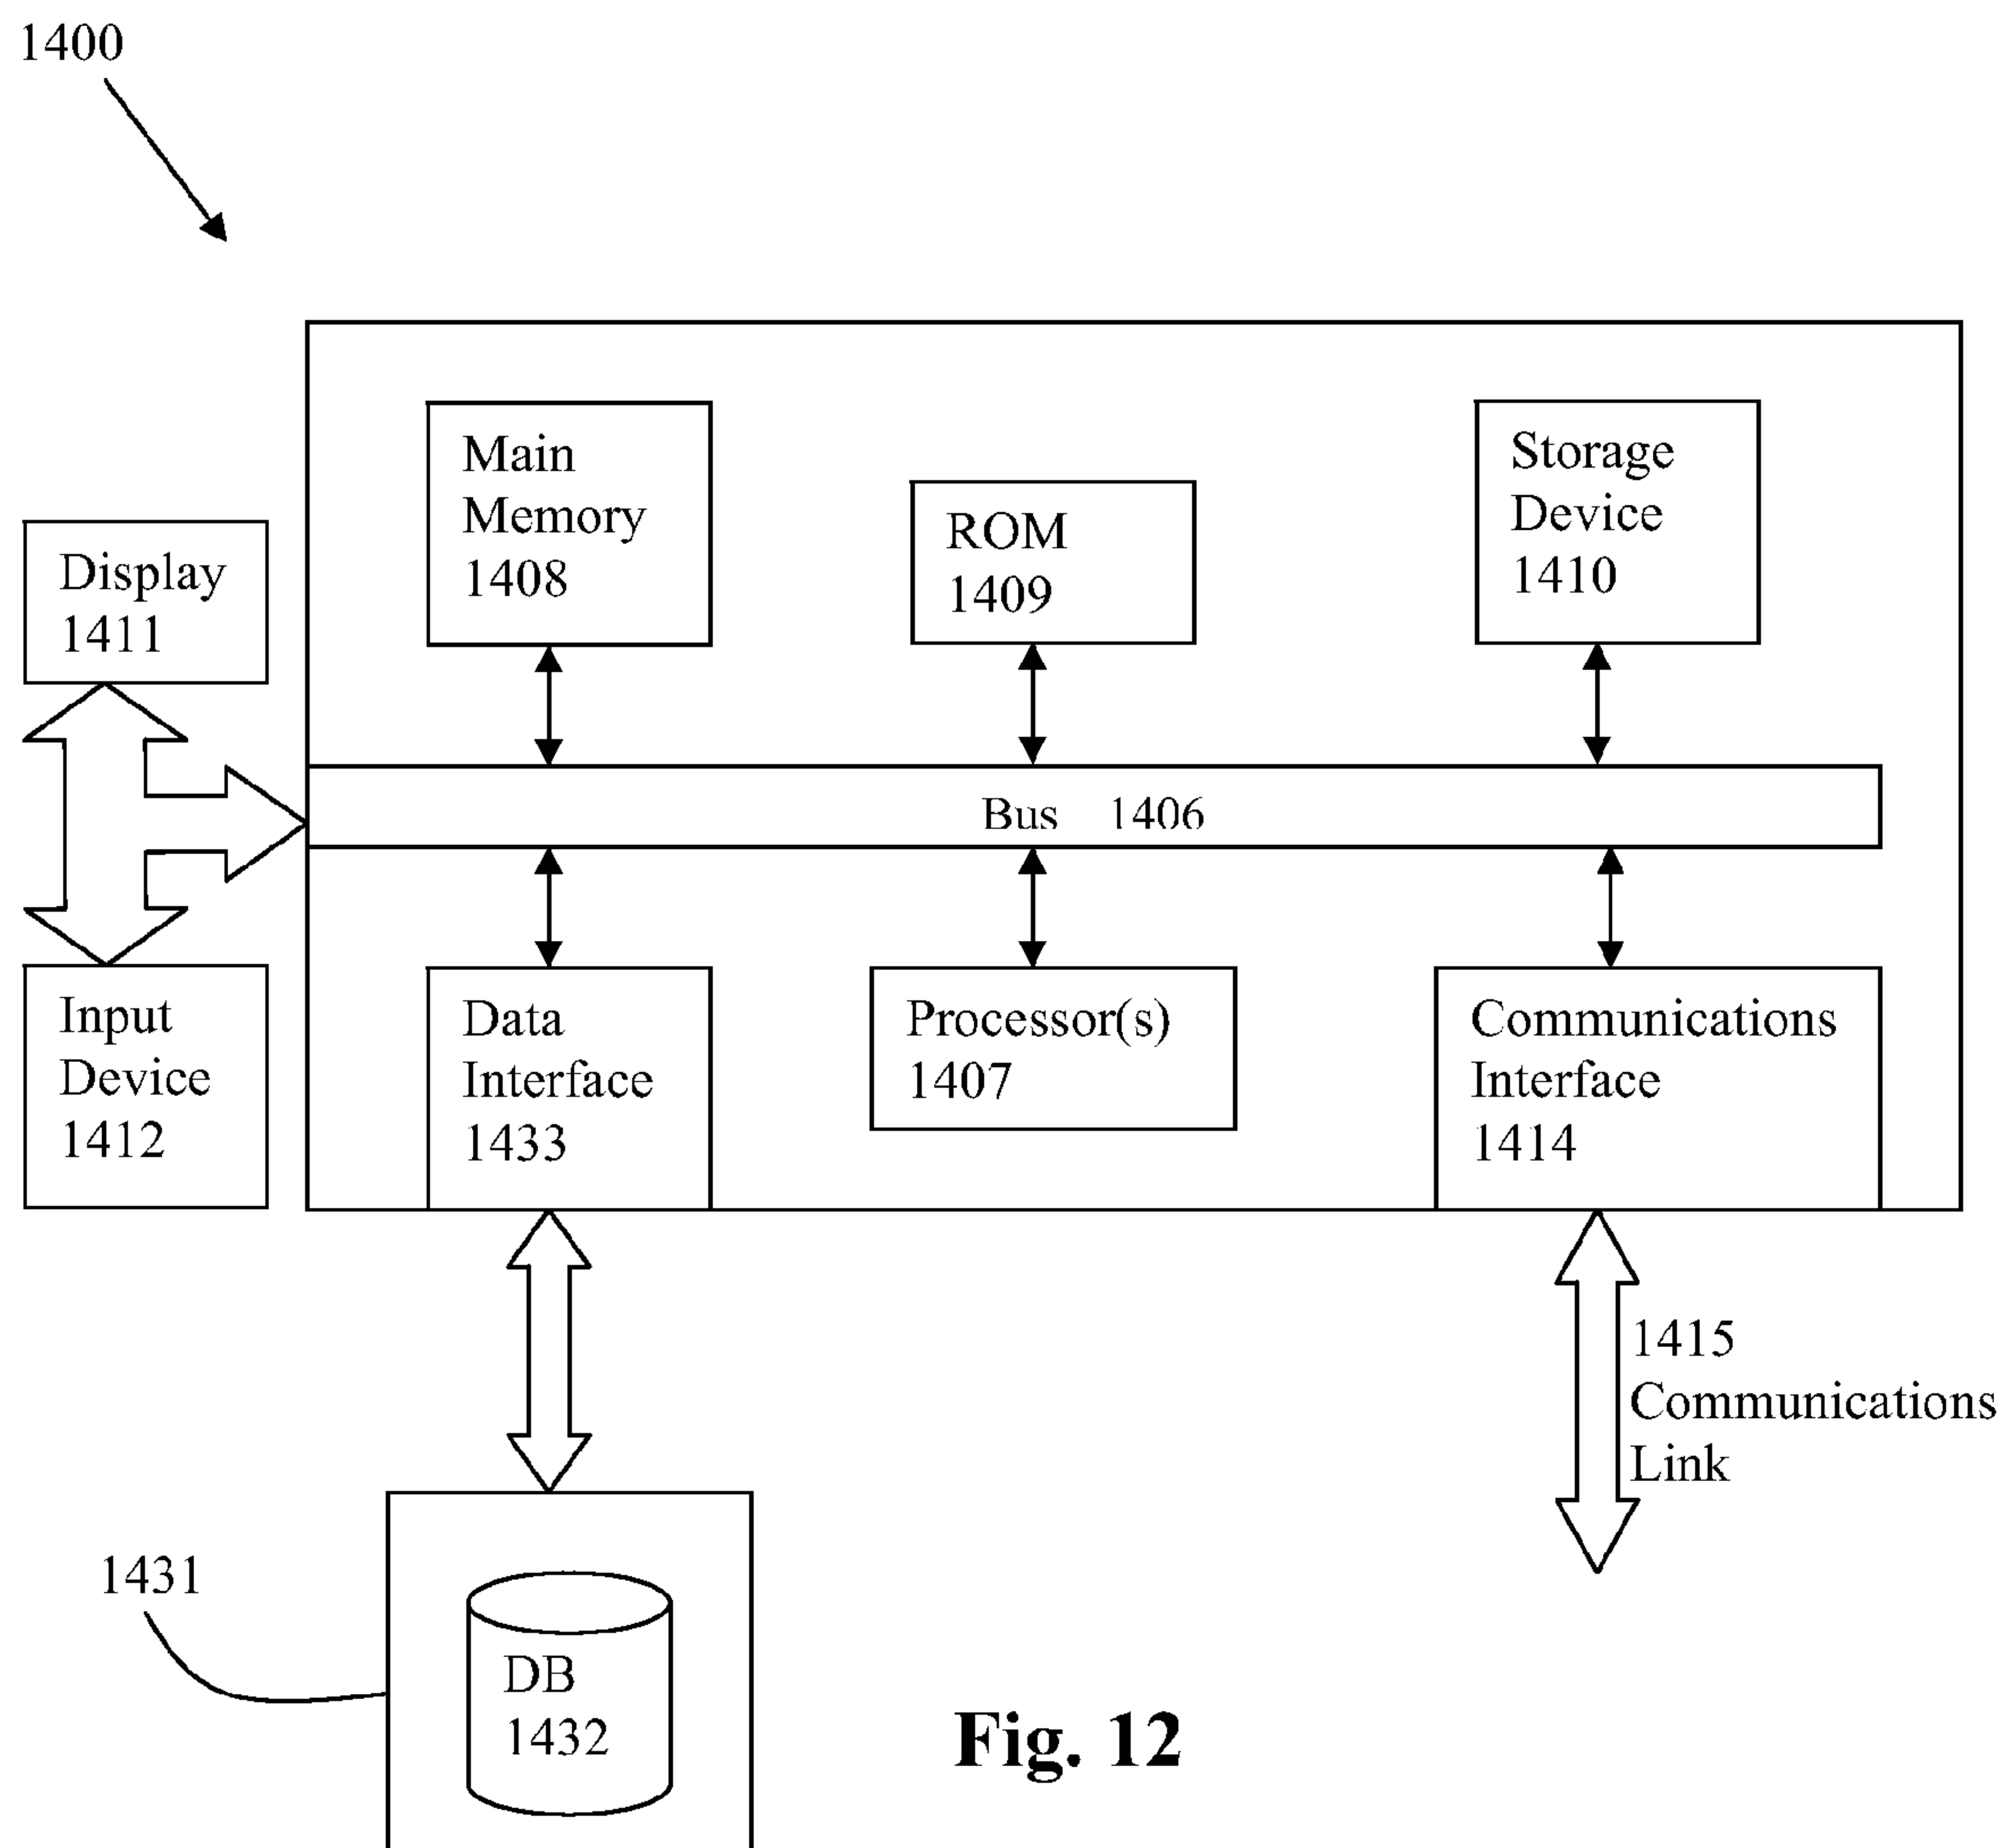 1400
Main
Memory
1408
ROM
1409
Storage
Device
1410
Display
1411
Bus 1406
Input
Device
1412
Data
Interface
1433
Processor(s)
1407
Communications
Interface
1414
1415
Communications
Link
1431
DB
1432
Fig. 12